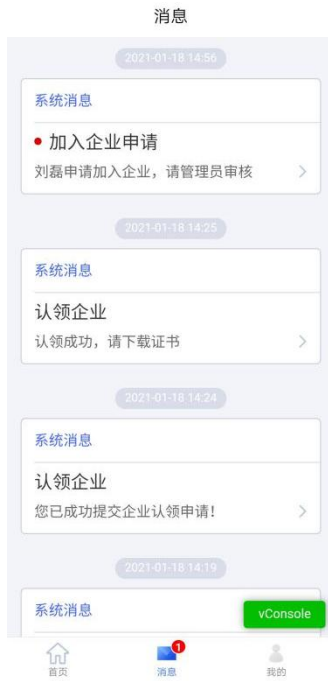 消息
2021-01-18 14:56
系统消息
加入企业申请
刘磊申请加入企业，请管理员审核
2021-01-18 14:25
系统消息
认领企业
认领成功，请下载证书
2021-01-18 14:24
系统消息
认领企业
您已成功提交企业认领申请!
2021-01-18 14:19
系统消息
vConsole
1
首页
消息
我的